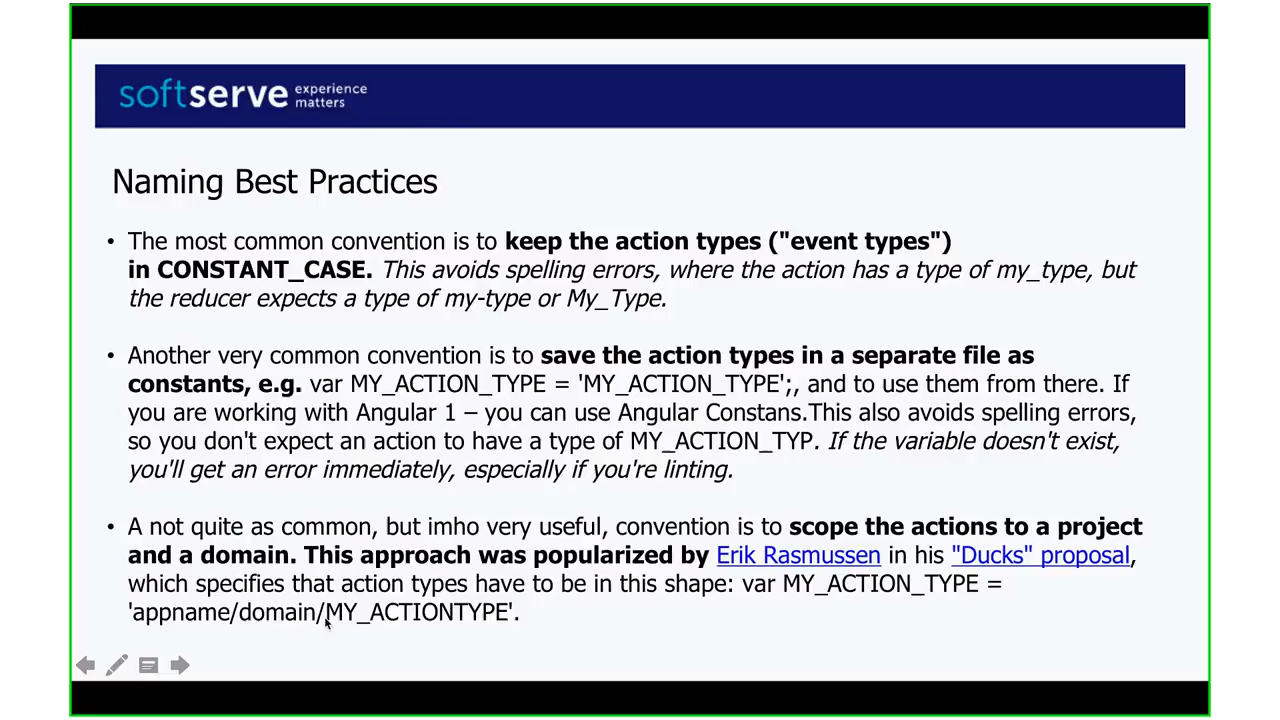 softserve experience matters
Naming Best Practices
• The most common convention is to keep the action types ("event types")
in CONSTANT_CASE. This avoids spelling errors, where the action has a type of my_type, but
the reducer expects a type of my-type or My_Type.
• Another very common convention is to save the action types in a separate file as
constants, e.g. var MY_ACTION_TYPE = 'MY_ACTION_TYPE';, and to use them from there. If
you are working with Angular 1 – you can use Angular Constans.This also avoids spelling errors,
so you don't expect an action to have a type of MY_ACTION_TYP. If the variable doesn't exist,
you'll get an error immediately, especially if you're linting.
• A not quite as common, but imho very useful, convention is to scope the actions to a project
and a domain. This approach was popularized by Erik Rasmussen in his "Ducks" proposal,
which specifies that action types have to be in this shape: var MY_ACTION_TYPE =
'appname/domain/MY_ACTIONTYPE'.